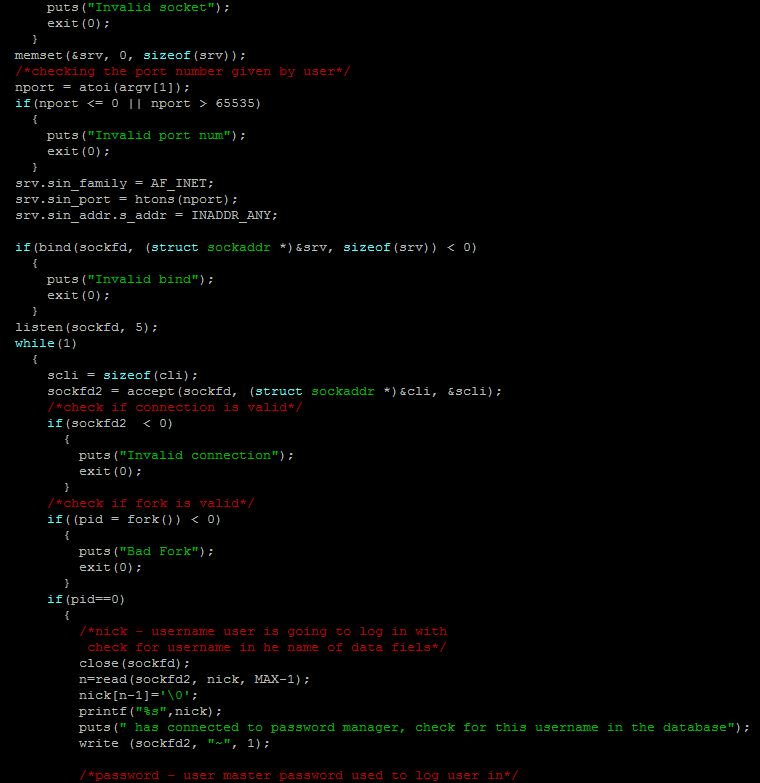 puts("Invalid socket");
exit(0);
}
memset(&srv, 0, sizeof(srv));
/*checking the port number given by user*/
nport = atoi(argv[1]);
if(nport <= 0 || nport > 65535)
{
puts("Invalid port num");
exit(0);
}
srv.sin_family = AF_INET;
srv.sin_port = htons(nport);
srv.sin_addr.s_addr = INADDR_ANY;
if(bind(sockfd, (struct sockaddr *)&srv, sizeof(srv)) < 0)
{
puts("Invalid bind");
exit(0);
}
listen(sockfd, 5);
while(1)
{
scli = sizeof(cli);
sockfd2 = accept(sockfd, (struct sockaddr *)&cli, &scli);
/*check if connection is valid*/
if(sockfd2  < 0)
{
puts("Invalid connection");
exit(0);
}
/*check if fork is valid*/
if((pid = fork()) < 0)
{
puts("Bad Fork");
exit(0);
}
if(pid==0)
{
/*nick - username user is going to log in with
check for username in he name of data fiels*/
close(sockfd);
n=read(sockfd2, nick, MAX-1);
nick[n-1]='\0';
printf("%s",nick);
puts(" has connected to password manager, check for this username in the database");
write (sockfd2, "~", 1);
/*password - user master password used to log user in*/